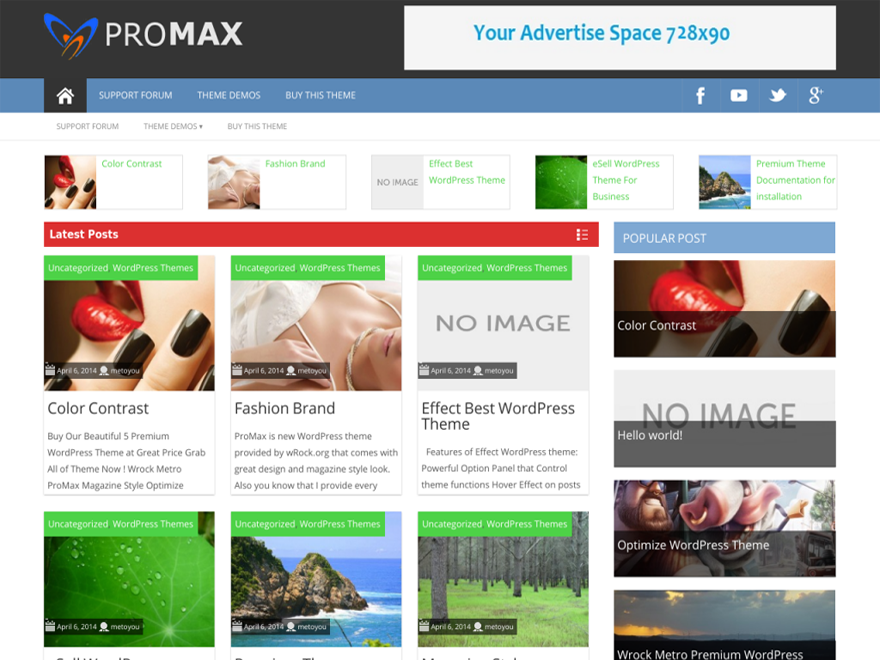 PROMAX
Your Advertise Space 728x90
SUPPORT FORUM THEME DEMOS BUY THIS THEME
SUPPORT FORUM THEME DEMOS ▾ BUY THIS THEME
Color Contrast
Fashion Brand
NO IMAGE
Effect Best
WordPress Theme
eSell WordPress
Theme For
Business
Premium Theme
Documentation for
installation
Latest Posts
POPULAR POST
Uncategorized WordPress Themes
April 6, 2014 metoyou
Color Contrast
Buy Our Beautiful 5 Premium
WordPress Theme at Great Price Grab
All of Theme Now ! Wrock Metro
ProMax Magazine Style Optimize
Uncategorized WordPress Themes
April 6, 2014 metoyou
Fashion Brand
ProMax is new WordPress theme
provided by wRock.org that comes with
great design and magazine style look.
Also you know that I provide every
Uncategorized WordPress Themes
NO IMAGE
April 6, 2014 metoyou
Effect Best WordPress
Theme
Features of Effect WordPress theme:
Powerful Option Panel that Control
theme functions Hover Effect on posts
Color Contrast
NO IMAGE
Hello world!
Optimize WordPress Theme
Wrock Metro Premium WordPress
Uncategorized WordPress Themes
April 6, 2014 metoyou
Uncategorized WordPress Themes
April 6, 2014 metoyou
Uncategorized WordPress Themes
April 6, 2014 metoyou